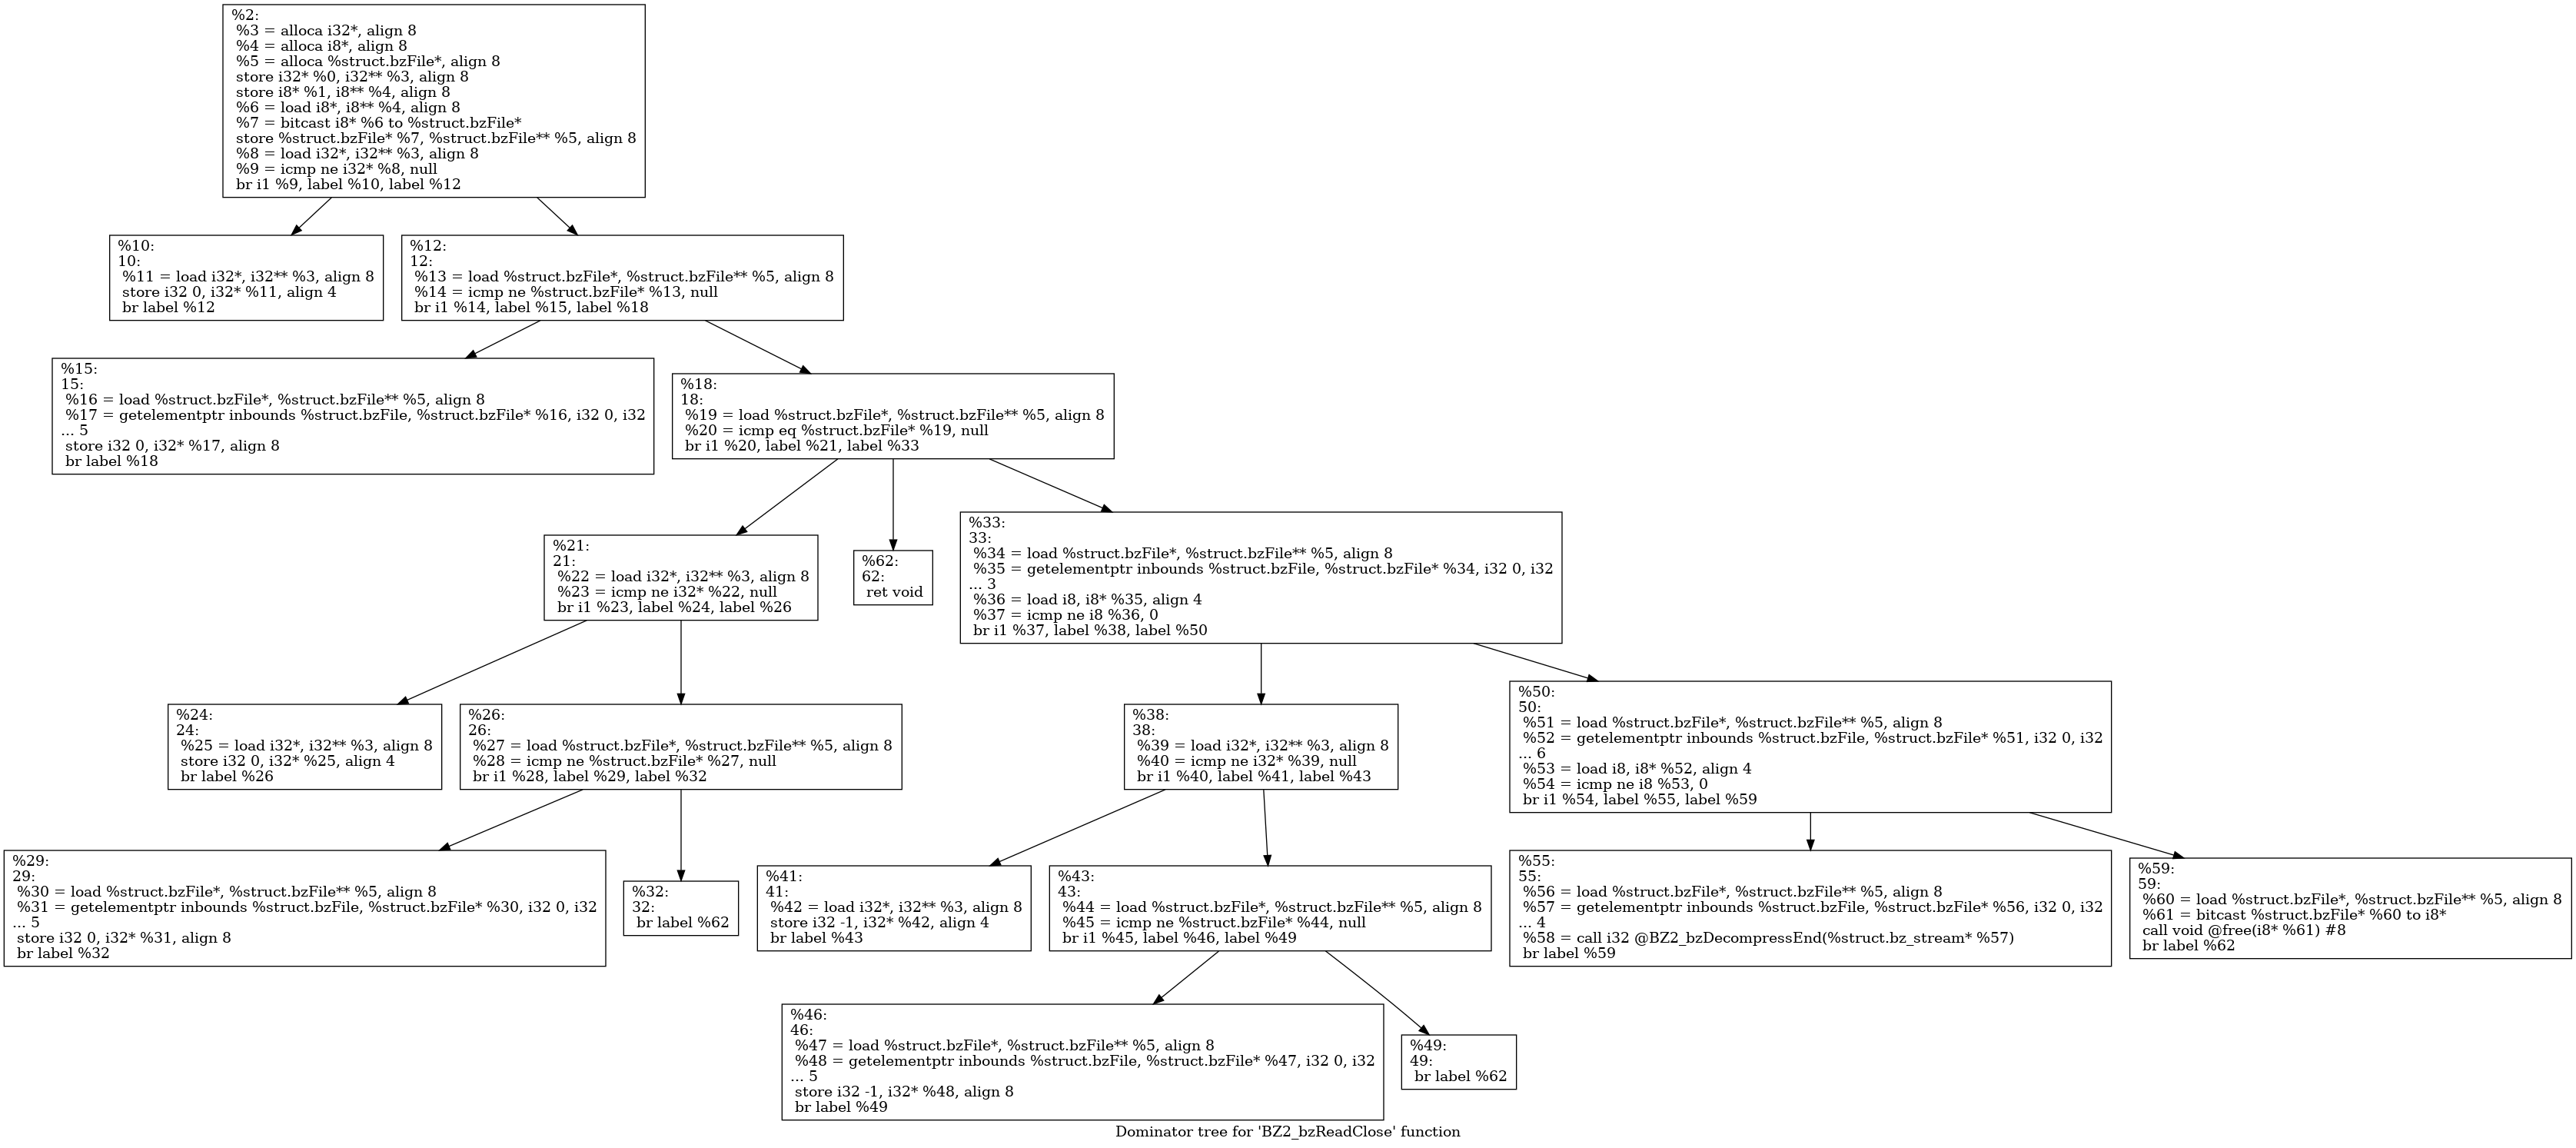 %2:
%3 = alloca i32*, align 8
%4 = alloca i8*, align 8
%5 = alloca %struct.bzFile*, align 8
store i32* %0, i32** %3, align 8
store i8* %1, i8** %4, align 8
%6 = load i8*, i8** %4, align 8
%7 = bitcast i8* %6 to %struct.bzFile*
store %struct.bzFile* %7, %struct.bzFile** %5, align 8
%8 = load i32*, i32** %3, align 8
%9 = icmp ne i32* %8, null
br i1 %9, label %10, label %12
%10:
10:
%11 = load i32*, i32** %3, align 8
store i32 0, i32* %11, align 4
br label %12
%12:
12:
%13 = load %struct.bzFile*, %struct.bzFile** %5, align 8
%14 = icmp ne %struct.bzFile* %13, null
br i1 %14, label %15, label %18
%15:
15:
%16 = load %struct.bzFile*, %struct.bzFile** %5, align 8
%17 = getelementptr inbounds %struct.bzFile, %struct.bzFile* %16, i32 0, i32
... 5
store i32 0, i32* %17, align 8
br label %18
%18:
18:
%19 = load %struct.bzFile*, %struct.bzFile** %5, align 8
%20 = icmp eq %struct.bzFile* %19, null
br i1 %20, label %21, label %33
%21:
21:
%22 = load i32*, i32** %3, align 8
%23 = icmp ne i32* %22, null
br i1 %23, label %24, label %26
%62:
62:
ret void
%33:
33:
%34 = load %struct.bzFile*, %struct.bzFile** %5, align 8
%35 = getelementptr inbounds %struct.bzFile, %struct.bzFile* %34, i32 0, i32
... 3
%36 = load i8, i8* %35, align 4
%37 = icmp ne i8 %36, 0
br i1 %37, label %38, label %50
%24:
24:
%25 = load i32*, i32** %3, align 8
store i32 0, i32* %25, align 4
br label %26
%26:
26:
%27 = load %struct.bzFile*, %struct.bzFile** %5, align 8
%28 = icmp ne %struct.bzFile* %27, null
br i1 %28, label %29, label %32
%38:
38:
%39 = load i32*, i32** %3, align 8
%40 = icmp ne i32* %39, null
br i1 %40, label %41, label %43
%50:
50:
%51 = load %struct.bzFile*, %struct.bzFile** %5, align 8
%52 = getelementptr inbounds %struct.bzFile, %struct.bzFile* %51, i32 0, i32
... 6
%53 = load i8, i8* %52, align 4
%54 = icmp ne i8 %53, 0
br i1 %54, label %55, label %59
%29:
29:
%30 = load %struct.bzFile*, %struct.bzFile** %5, align 8
%31 = getelementptr inbounds %struct.bzFile, %struct.bzFile* %30, i32 0, i32
... 5
store i32 0, i32* %31, align 8
br label %32
%32:
32:
br label %62
%41:
41:
%42 = load i32*, i32** %3, align 8
store i32 -1, i32* %42, align 4
br label %43
%43:
43:
%44 = load %struct.bzFile*, %struct.bzFile** %5, align 8
%45 = icmp ne %struct.bzFile* %44, null
br i1 %45, label %46, label %49
%55:
55:
%56 = load %struct.bzFile*, %struct.bzFile** %5, align 8
%57 = getelementptr inbounds %struct.bzFile, %struct.bzFile* %56, i32 0, i32
... 4
%58 = call i32 @BZ2_bzDecompressEnd(%struct.bz_stream* %57)
br label %59
%59:
59:
%60 = load %struct.bzFile*, %struct.bzFile** %5, align 8
%61 = bitcast %struct.bzFile* %60 to i8*
call void @free(i8* %61) #8
br label %62
%46:
46:
%47 = load %struct.bzFile*, %struct.bzFile** %5, align 8
%48 = getelementptr inbounds %struct.bzFile, %struct.bzFile* %47, i32 0, i32
... 5
store i32 -1, i32* %48, align 8
br label %49
%49:
49:
br label %62
Dominator tree for 'BZ2_bzReadClose' function